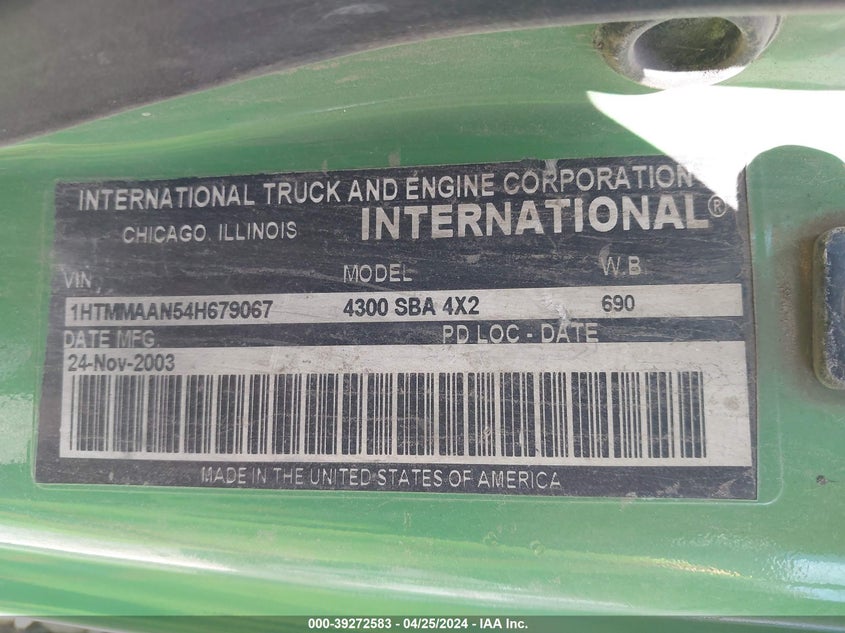 INTERNATIONAL TRUCK AND ENGINE CORPORATION
CHICAGO, ILLINOIS INTERNATIONAL®
VIN MODEL W.B.
1HTMMAAN54H679067 4300 SBA 4X2 690
DATE MFG. PD LOC - DATE
24-Nov-2003
MADE IN THE UNITED STATES OF AMERICA
000-39272583 - 04/25/2024 - IAA Inc.